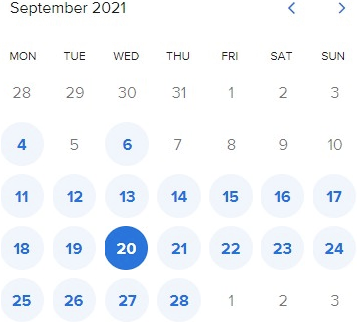 September 2021
MON TUE WED THU FRI SAT SUN
28 29 30 31 1 2 3
4 5 6 7 8 9 10
11 12 13 14 15 16 17
18 19 20 21 22 23 24
25 26 27 28 1 2 3